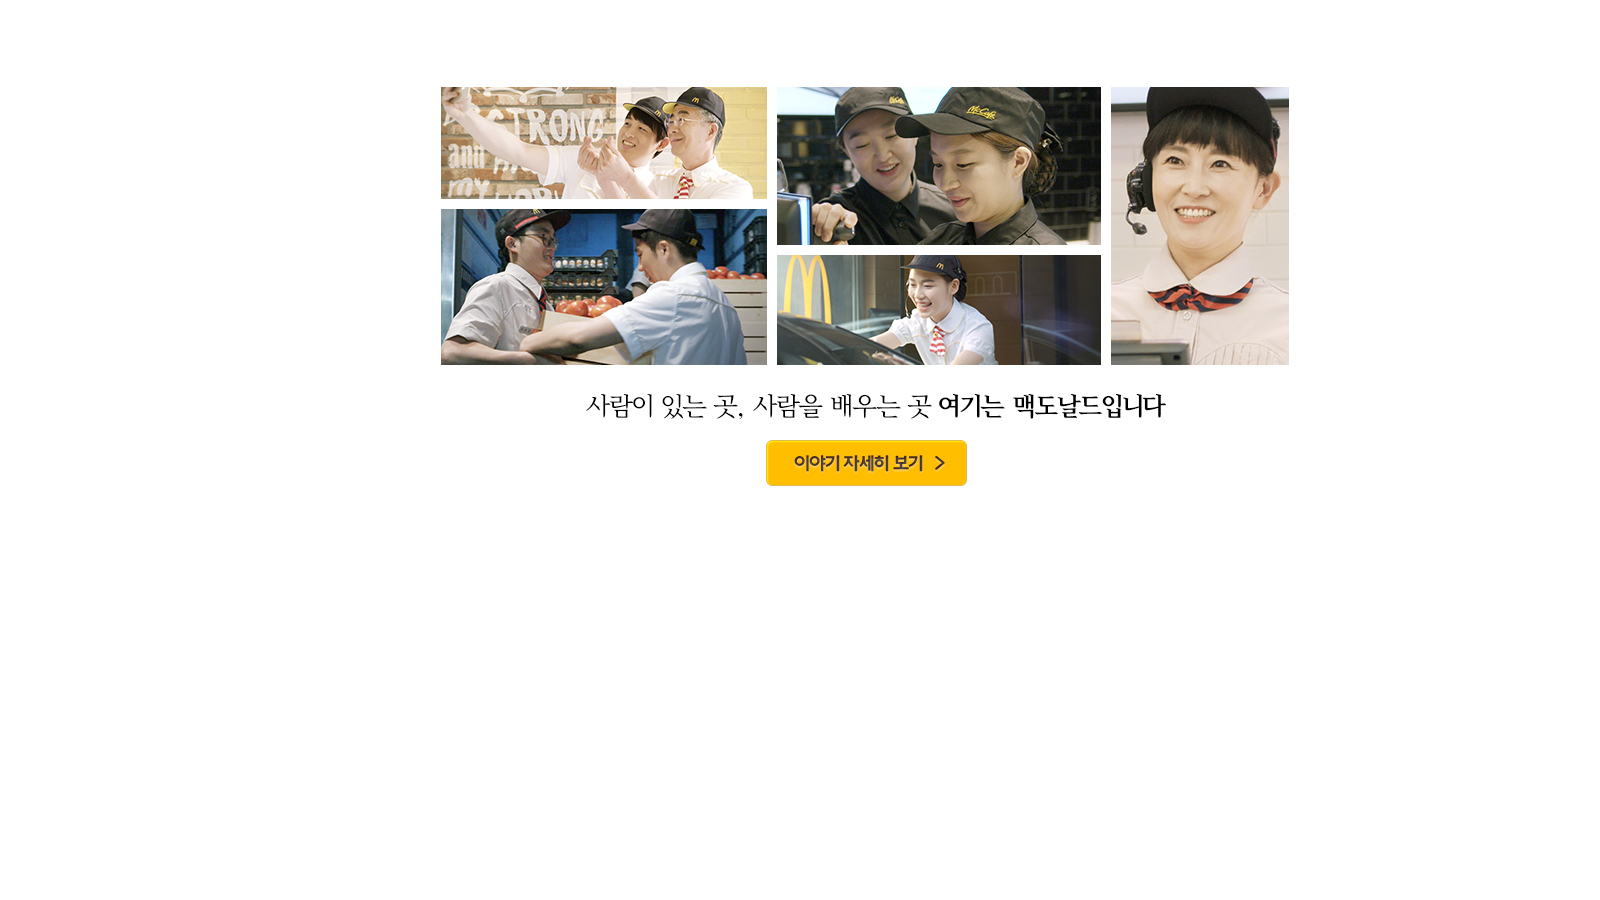 STRONG
and
my
McCafé
사람이 있는 곳, 사람을 배우는 곳 여기는 맥도날드입니다
이야기 자세히 보기 >